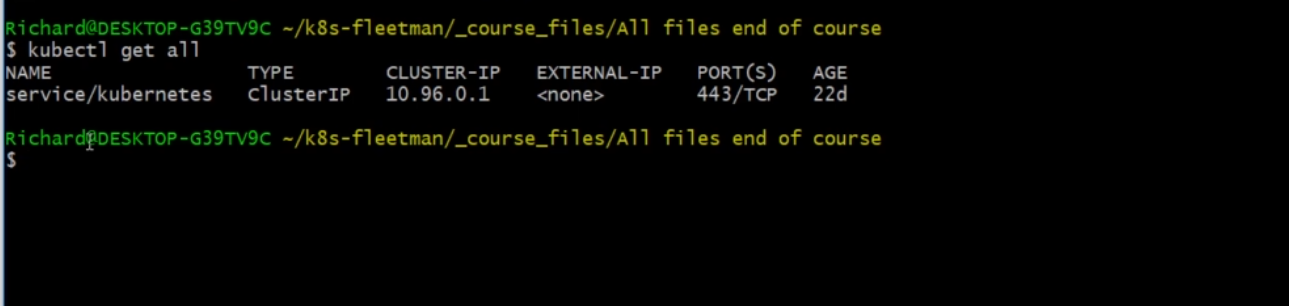 Richard@DESKTOP-G39TV9C ~/k8s-fleetman/_course_files/All files end of course
$ kubectl get all
NAME TYPE CLUSTER-IP EXTERNAL-IP PORT(S) AGE
service/kubernetes ClusterIP 10.96.0.1 <none> 443/TCP 22d
Richard@DESKTOP-G39TV9C ~/k8s-fleetman/_course_files/All files end of course
$